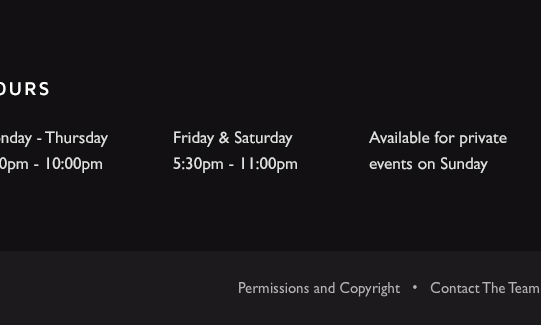 OURS
nday - Thursday
0pm - 10:00pm
Friday & Saturday
5:30pm - 11:00pm
Available for private
events on Sunday
Permissions and Copyright • Contact The Team